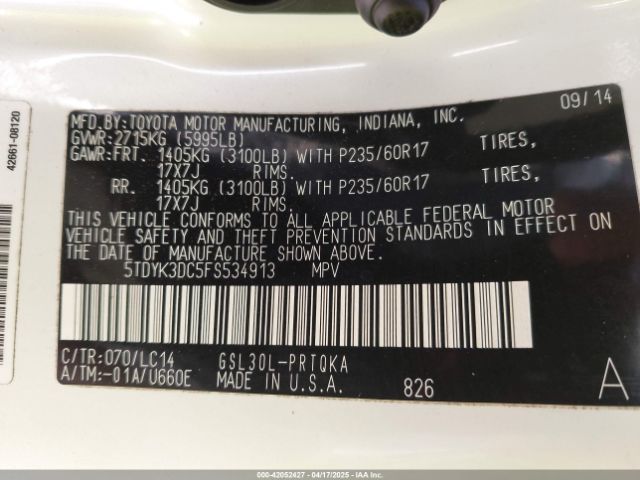 42661-08120
09/14
MFD.BY:TOYOTA MOTOR MANUFACTURING, INDIANA, INC.
GVWR:2715KG (5995LB)
GAWR:FRT. 1405KG (3100LB) WITH P235/60R17 TIRES,
17X7J RIMS.
RR. 1405KG (3100LB) WITH P235/60R17 TIRES,
17X7J RIMS.
THIS VEHICLE CONFORMS TO ALL APPLICABLE FEDERAL MOTOR
VEHICLE SAFETY AND THEFT PREVENTION STANDARDS IN EFFECT ON
THE DATE OF MANUFACTURE SHOWN ABOVE.
5TDYK3DC5FS534913 MPV
C/TR:070/LC14 GSL30L-PRTQKA
A/TM:-01A/U660E MADE IN U.S.A. 826 A
000-42052427 - 04/17/2025 - IAAI.COM